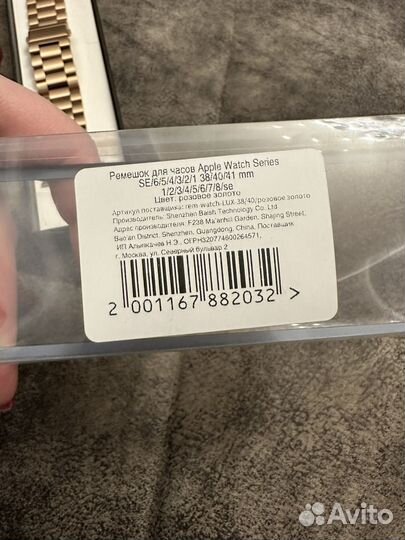 Ремешок для часов Apple Watch Series
SE/6/5/4/3/2/1 38/40/41 mm
1/2/3/4/5/6/7/8/se
Цвет: розовое золото
Артикул поставщика: rem-watch-LUX-38/40/розовое золото
Производитель: Shenzhen Baish Technology Co. Ltd
Адрес производителя: F238 Ma'anhill Garden, Shajing Street,
Bao'an District, Shenzhen, Guangdong, China, Поставщик
ИП Алыпкачев Н.Э., ОГРН320774600264571,
г. Москва, ул. Северный бульвар 2
2 001167 882032 >
Avito